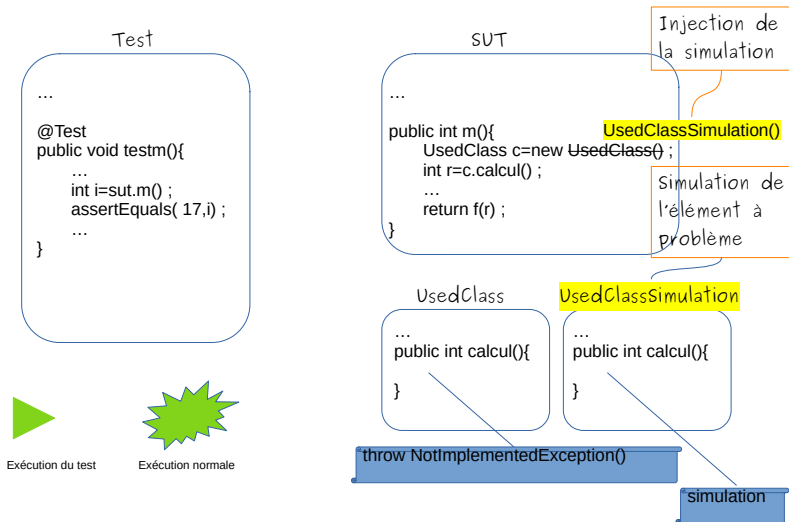 Test
…
@Test
public void testm(){
…
int i=sut.m() ;
assertEquals( 17,i) ;
…
}
Exécution du test
Exécution normale
SUT
Injection de
la simulation
…
public int m(){
UsedClassSimulation()
UsedClass c=new UsedClass() ;
int r=c.calcul() ;
…
return f(r) ;
}
Simulation de
l'élément à
problème
UsedClass
…
public int calcul(){
}
throw NotImplementedException()
UsedClassSimulation
…
public int calcul(){
}
simulation